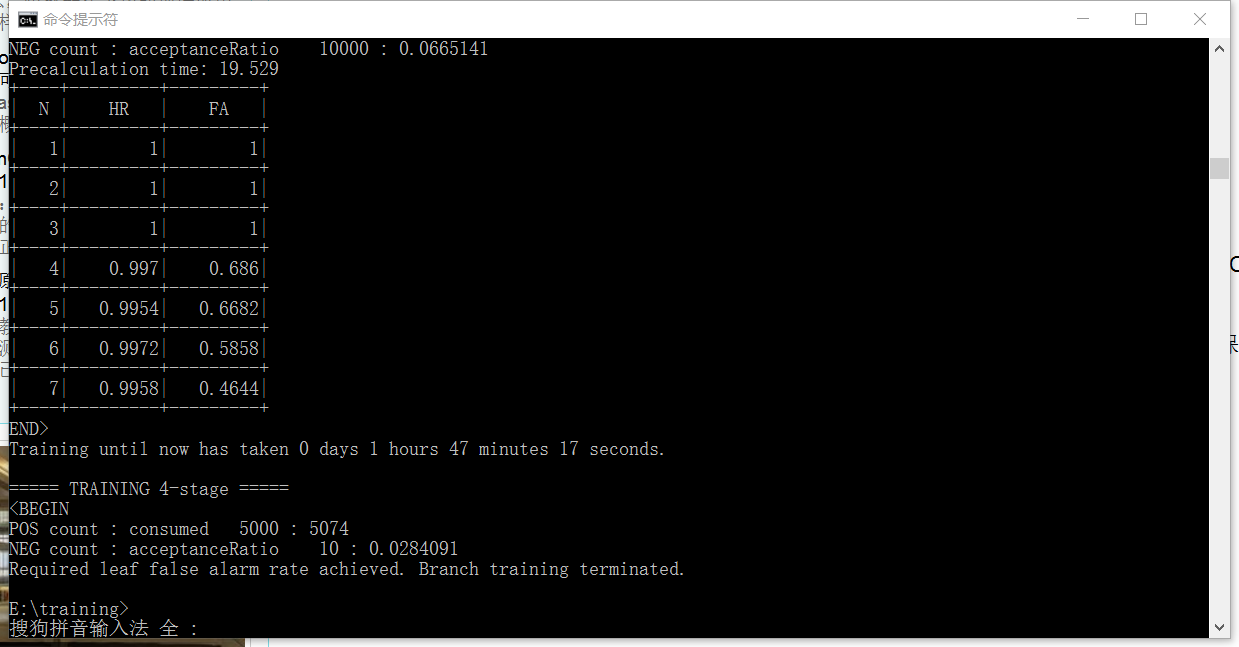 命令提示符
NEG count : acceptanceRatio    10000 : 0.0665141
Precalculation time: 19.529
+----+---------+---------+
|  N |    HR   |    FA   |
+----+---------+---------+
|   1|        1|        1|
+----+---------+---------+
|   2|        1|        1|
+----+---------+---------+
|   3|        1|        1|
+----+---------+---------+
|   4|    0.997|    0.686|
+----+---------+---------+
|   5|   0.9954|   0.6682|
+----+---------+---------+
|   6|   0.9972|   0.5858|
+----+---------+---------+
|   7|   0.9958|   0.4644|
+----+---------+---------+
END>
Training until now has taken 0 days 1 hours 47 minutes 17 seconds.
===== TRAINING 4-stage =====
<BEGIN
POS count : consumed   5000 : 5074
NEG count : acceptanceRatio    10 : 0.0284091
Required leaf false alarm rate achieved. Branch training terminated.
E:\training>
搜狗拼音输入法 全 :